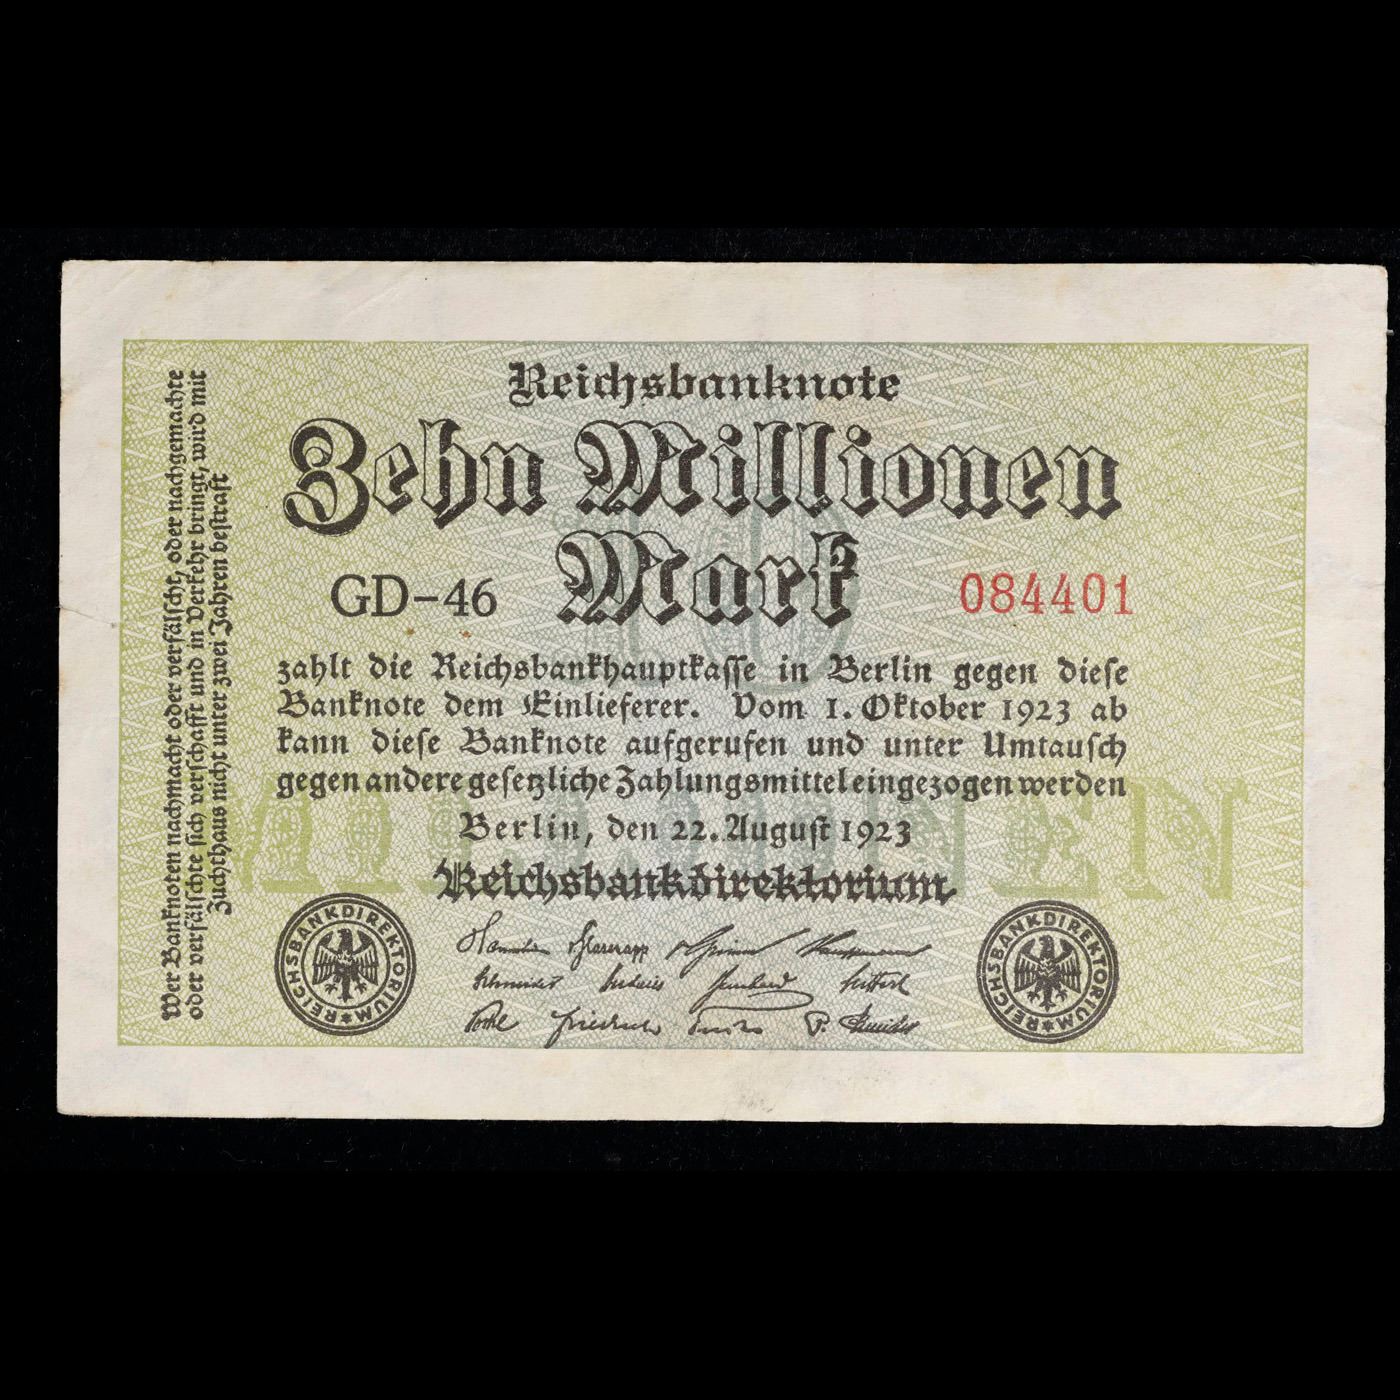 Reichsbanknote
Zehn Millionen
Mark
GD-46
084401
zahlt die Reichsbankhauptkasse in Berlin gegen diese
Banknote dem Einlieferer. Vom 1. Oktober 1923 ab
kann diese Banknote aufgerufen und unter Umtausch
gegen andere gesetzliche Zahlungsmittel eingezogen werden
Berlin, den 22. August 1923
Reichsbankdirektorium
Wer Banknoten nachmacht oder verfälscht, oder nachgemachte
oder verfälschte sich verschafft und in Verkehr bringt, wird mit
Zuchthaus nicht unter zwei Jahren bestraft
REICHSBANKDIREKTORIUM
REICHSBANKDIREKTORIUM
10